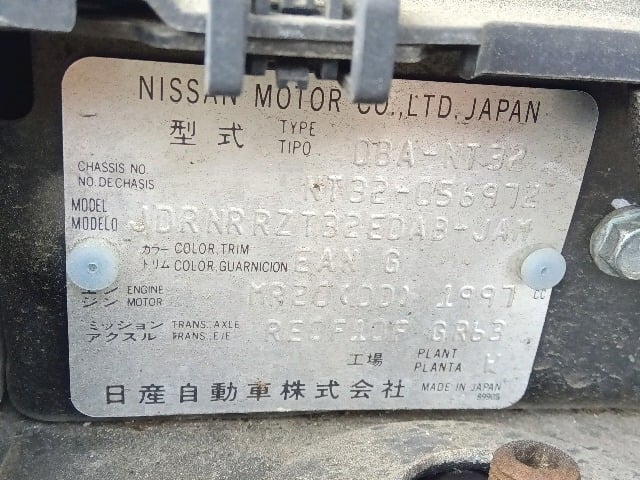 NISSAN MOTOR CO.,LTD.JAPAN
型式 TYPE TIPO DBA-NT32
CHASSIS NO. NO.DE CHASIS NT32-056972
MODEL MODELO JDRNRRZT32EDAB-JAM
カラー COLOR,TRIM
トリム COLOR,GUARNICION EAN G
エンジン ENGINE MOTOR MR20(DD) 1997 cc
ミッション TRANS.AXLE
アクスル TRANS.EJE RE0F10F GR63
工場 PLANT PLANTA
日産自動車株式会社 MADE IN JAPAN